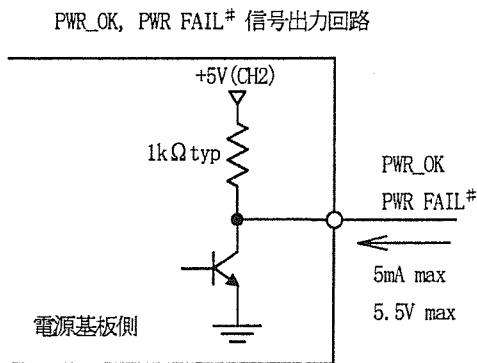 PWR_OK, PWR FAIL# 信号出力回路
+5V(CH2)
1kΩtyp
PWR_OK
PWR FAIL#
5mA max
5.5V max
電源基板側